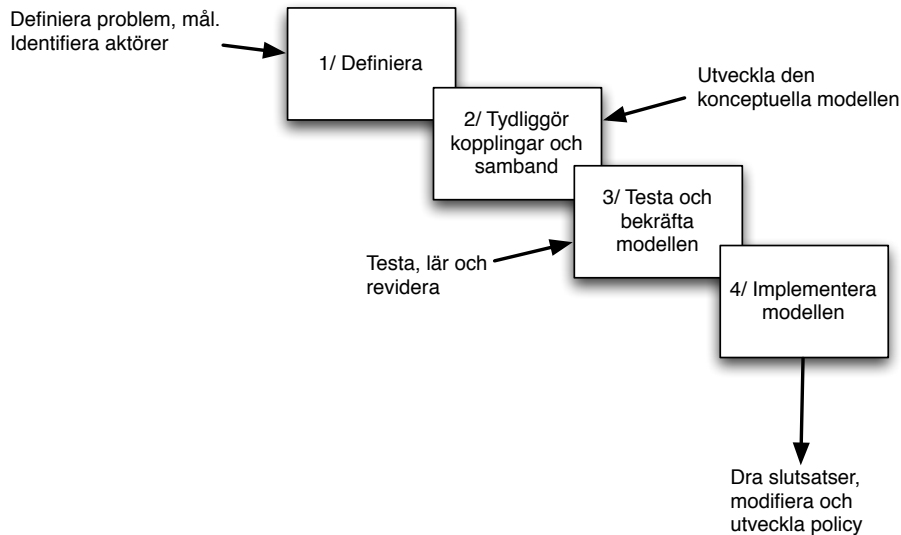 Definiera problem, mål.
Identifiera aktörer
1/ Definiera
Utveckla den
konceptuella modellen
2/ Tydliggör
kopplingar och
samband
3/ Testa och
bekräfta
modellen
Testa, lär och
revidera
4/ Implementera
modellen
Dra slutsatser,
modifiera och
utveckla policy